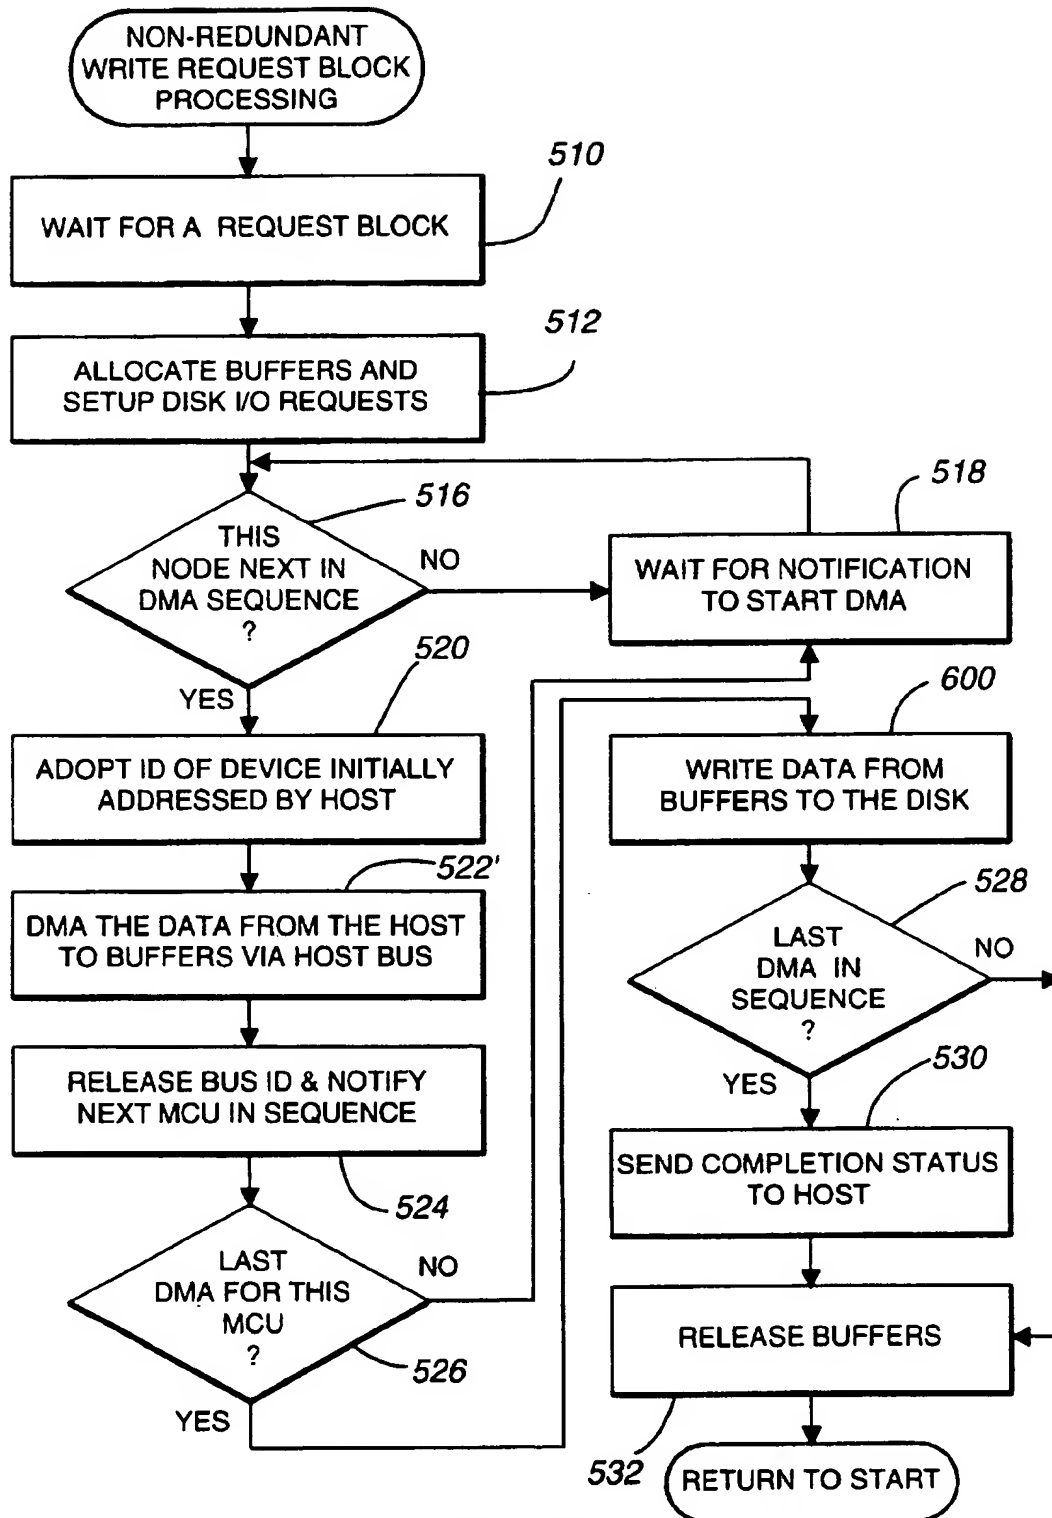 NON-REDUNDANT
WRITE REQUEST BLOCK
PROCESSING
510
WAIT FOR A REQUEST BLOCK
512
ALLOCATE BUFFERS AND
SETUP DISK I/O REQUESTS
516
THIS
NODE NEXT IN
DMA SEQUENCE
?
NO
YES
518
WAIT FOR NOTIFICATION
TO START DMA
520
ADOPT ID OF DEVICE INITIALLY
ADDRESSED BY HOST
522'
DMA THE DATA FROM THE HOST
TO BUFFERS VIA HOST BUS
RELEASE BUS ID & NOTIFY
NEXT MCU IN SEQUENCE
524
LAST
DMA FOR THIS
MCU
?
NO
526
YES
600
WRITE DATA FROM
BUFFERS TO THE DISK
528
LAST
DMA IN
SEQUENCE
?
NO
YES
530
SEND COMPLETION STATUS
TO HOST
RELEASE BUFFERS
532
RETURN TO START